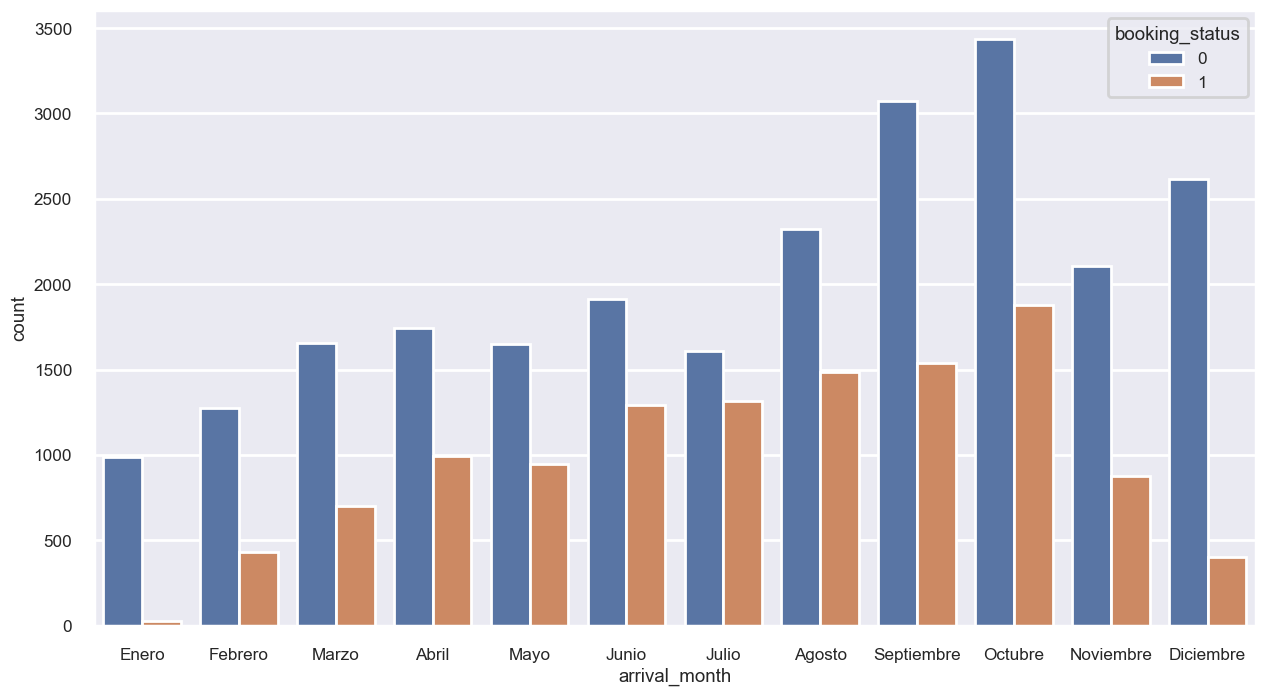 booking_status
0
1
3500
3000
2500
2000
1500
1000
500
0
count
Enero Febrero Marzo Abril Mayo Junio Julio Agosto Septiembre Octubre Noviembre Diciembre
arrival_month